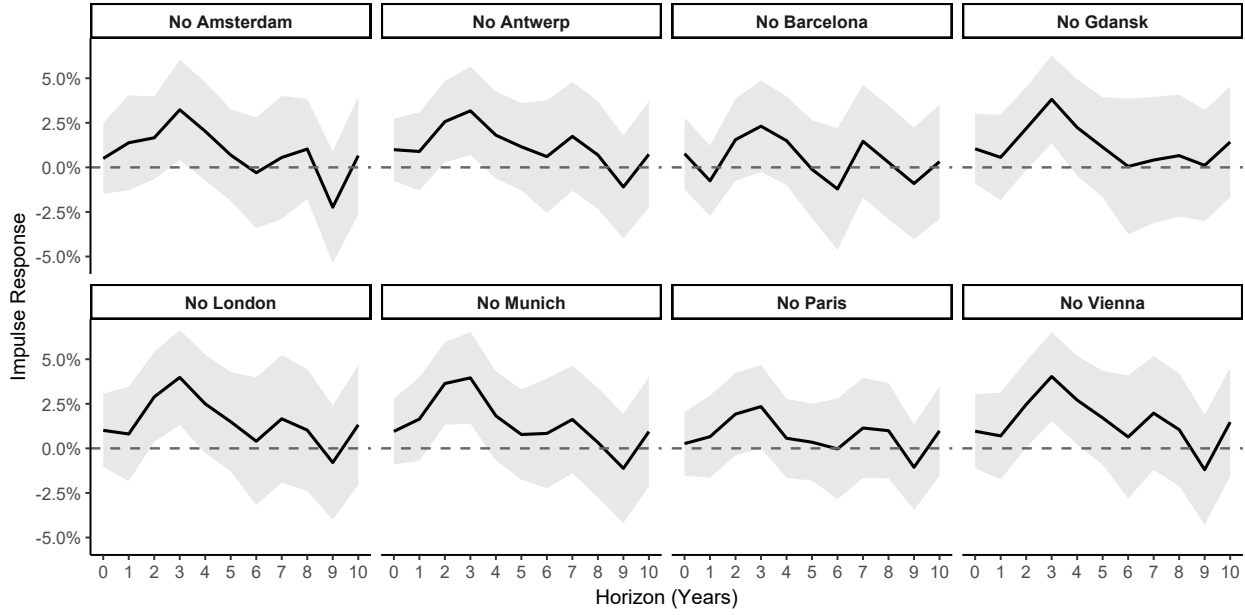 No Amsterdam No Antwerp No Barcelona No Gdansk
5.0%
2.5%
0.0%
-2.5%
-5.0%
No London No Munich No Paris No Vienna
5.0%
2.5%
0.0%
-2.5%
-5.0%
Impulse Response
0 1 2 3 4 5 6 7 8 9 10 0 1 2 3 4 5 6 7 8 9 10 0 1 2 3 4 5 6 7 8 9 10 0 1 2 3 4 5 6 7 8 9 10
Horizon (Years)